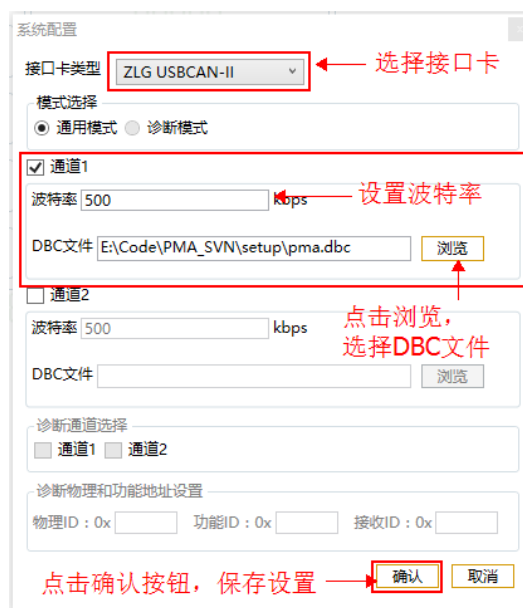 系统配置
接口卡类型 ZLG USBCAN-II 选择接口卡
模式选择
通用模式 诊断模式
通道1
波特率 500 kbps 设置波特率
DBC文件 E:\Code\PMA_SVN\setup\pma.dbc 浏览
通道2
点击浏览，
波特率 500 kbps
选择DBC文件
DBC文件 浏览
诊断通道选择
通道1 通道2
诊断物理和功能地址设置
物理ID：0x 功能ID：0x 接收ID：0x
点击确认按钮，保存设置 确认 取消